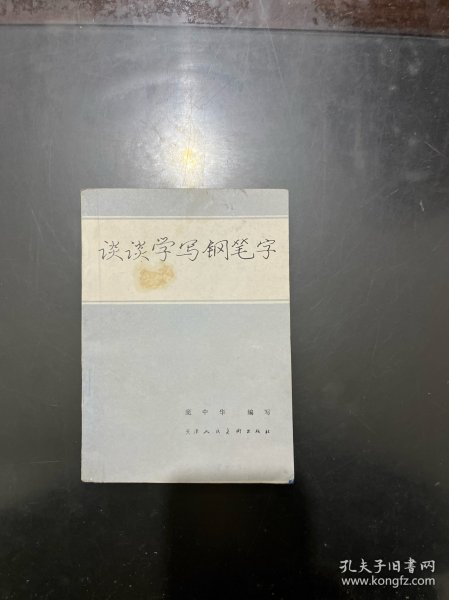 谈谈学写钢笔字
庞中华 编写
天津人民美术出版社
孔夫子旧书网
www.kongfz.com